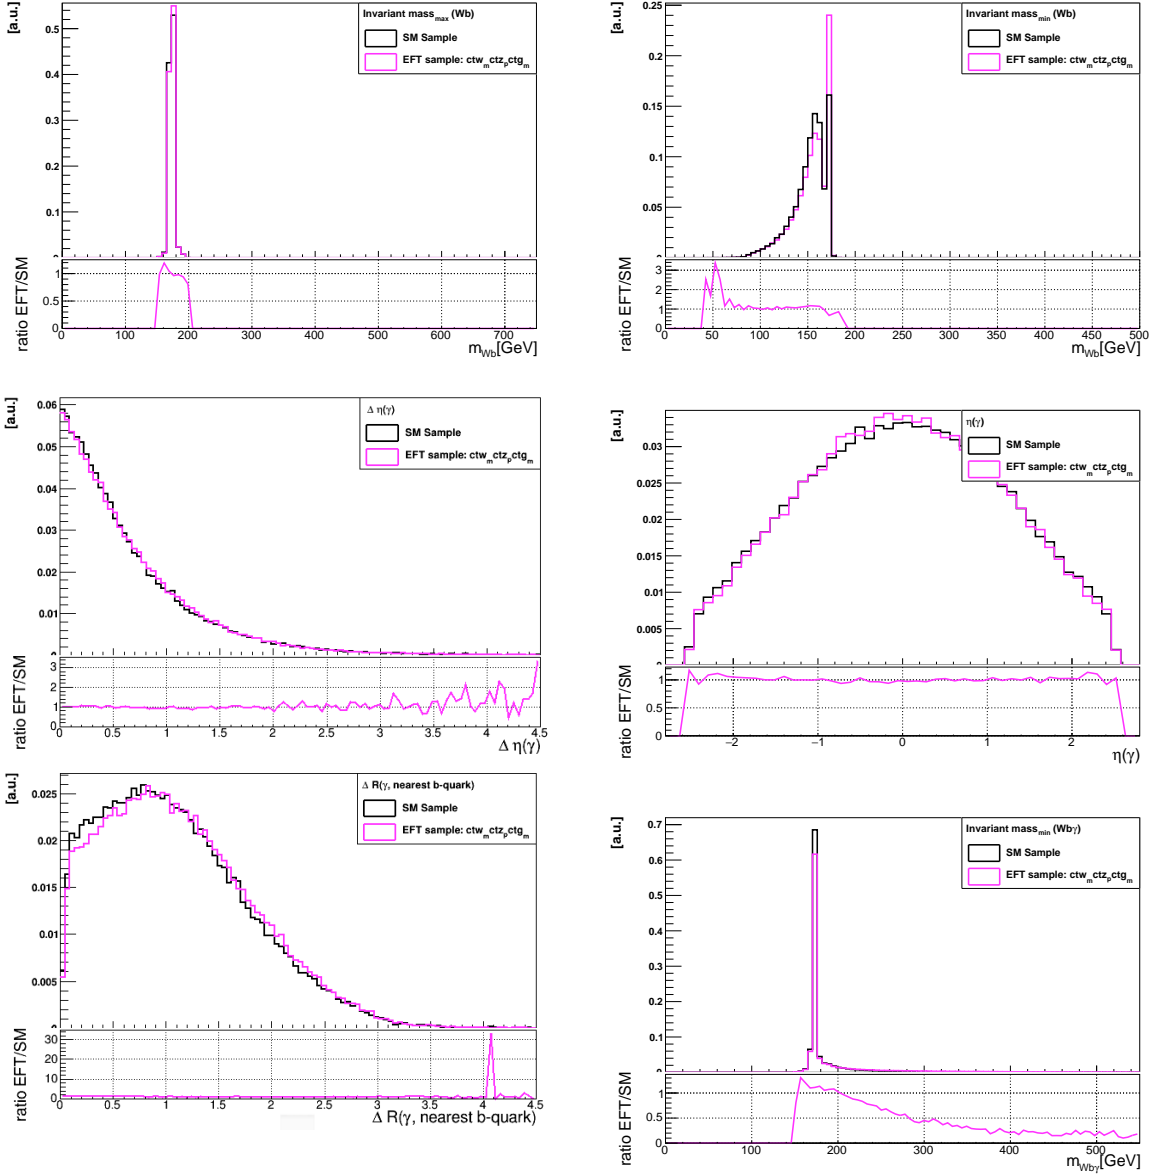 [a.u.]
Invariant mass_max (Wb)
SM Sample
EFT sample: ctw_m ctz_p ctg_m
0.5
0.4
0.3
0.2
0.1
ratio EFT/SM
1
0.5
0
0 100 200 300 400 500 600 700
m_Wb[GeV]
[a.u.]
Invariant mass_min (Wb)
SM Sample
EFT sample: ctw_m ctz_p ctg_m
0.25
0.2
0.15
0.1
0.05
ratio EFT/SM
3
2
1
0
0 50 100 150 200 250 300 350 400 450 500
m_Wb[GeV]
[a.u.]
Δ η(γ)
SM Sample
EFT sample: ctw_m ctz_p ctg_m
0.06
0.05
0.04
0.03
0.02
0.01
ratio EFT/SM
3
2
1
0
0 0.5 1 1.5 2 2.5 3 3.5 4 4.5
Δ η(γ)
[a.u.]
η(γ)
SM Sample
EFT sample: ctw_m ctz_p ctg_m
0.03
0.025
0.02
0.015
0.01
0.005
ratio EFT/SM
1
0.5
0
−2 −1 0 1 2
η(γ)
[a.u.]
Δ R(γ, nearest b-quark)
SM Sample
EFT sample: ctw_m ctz_p ctg_m
0.025
0.02
0.015
0.01
0.005
ratio EFT/SM
30
20
10
0
0 0.5 1 1.5 2 2.5 3 3.5 4 4.5
Δ R(γ, nearest b-quark)
[a.u.]
Invariant mass_min (Wbγ)
SM Sample
EFT sample: ctw_m ctz_p ctg_m
0.7
0.6
0.5
0.4
0.3
0.2
0.1
ratio EFT/SM
1
0.5
0
0 100 200 300 400 500
m_Wbγ[GeV]